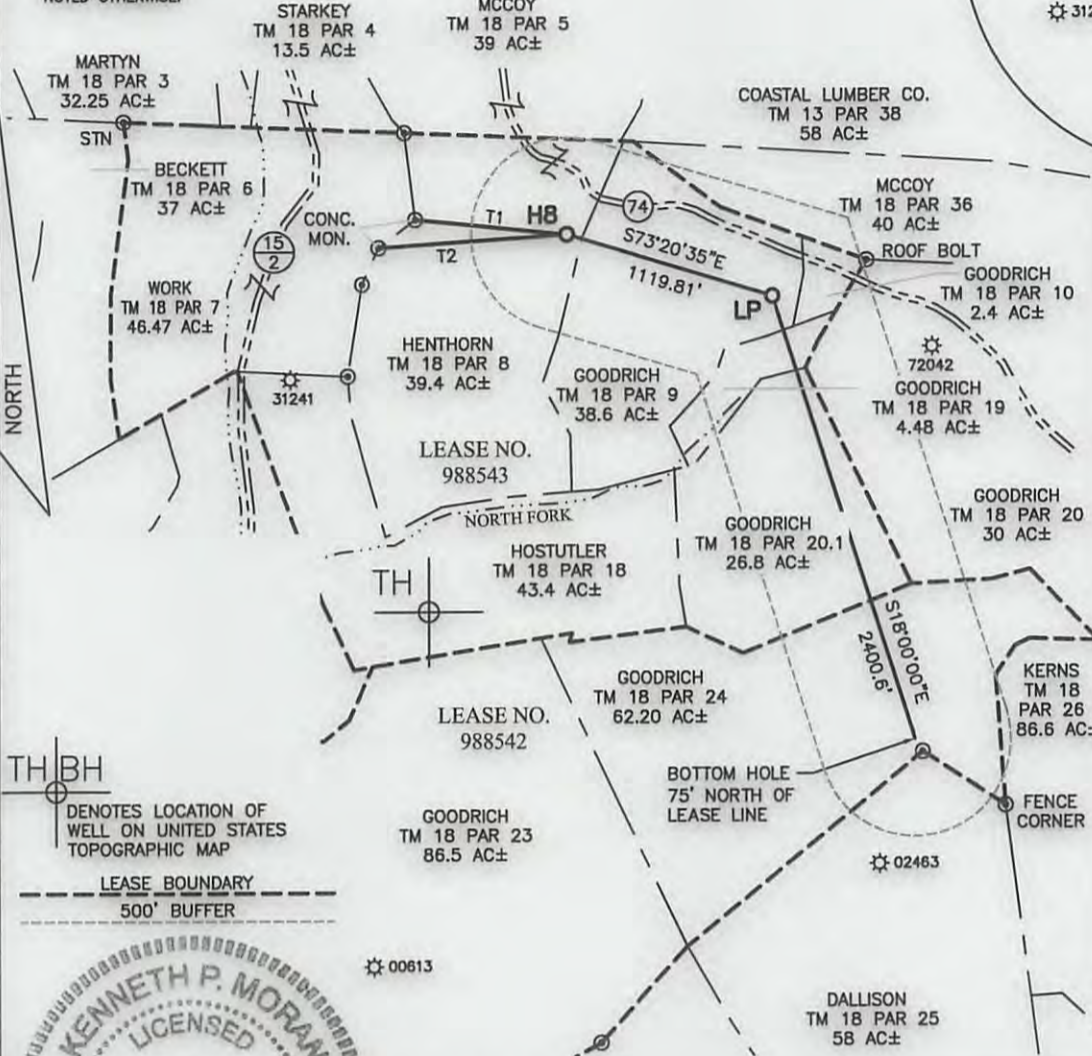 STARKEY
TM 18 PAR 4
13.5 AC±
MCCOY
TM 18 PAR 5
39 AC±
312
MARTYN
TM 18 PAR 3
32.25 AC±
STN
COASTAL LUMBER CO.
TM 13 PAR 38
58 AC±
BECKETT
TM 18 PAR 6
37 AC±
CONC.
MON.
T1
H8
T2
74
15
2
S73°20'35"E
1119.81'
LP
MCCOY
TM 18 PAR 36
40 AC±
ROOF BOLT
GOODRICH
TM 18 PAR 10
2.4 AC±
WORK
TM 18 PAR 7
46.47 AC±
NORTH
31241
HENTHORN
TM 18 PAR 8
39.4 AC±
GOODRICH
TM 18 PAR 9
38.6 AC±
72042
GOODRICH
TM 18 PAR 19
4.48 AC±
LEASE NO.
988543
NORTH FORK
GOODRICH
TM 18 PAR 20.1
26.8 AC±
GOODRICH
TM 18 PAR 20
30 AC±
HOSTUTLER
TM 18 PAR 18
43.4 AC±
TH
S18°00'00"E
2400.6'
GOODRICH
TM 18 PAR 24
62.20 AC±
KERNS
TM 18
PAR 26
86.6 AC±
LEASE NO.
988542
BOTTOM HOLE
75' NORTH OF
LEASE LINE
FENCE
CORNER
TH BH
DENOTES LOCATION OF
WELL ON UNITED STATES
TOPOGRAPHIC MAP
GOODRICH
TM 18 PAR 23
86.5 AC±
02463
LEASE BOUNDARY
500' BUFFER
00613
KENNETH P. MORAN
LICENSED
DALLISON
TM 18 PAR 25
58 AC±